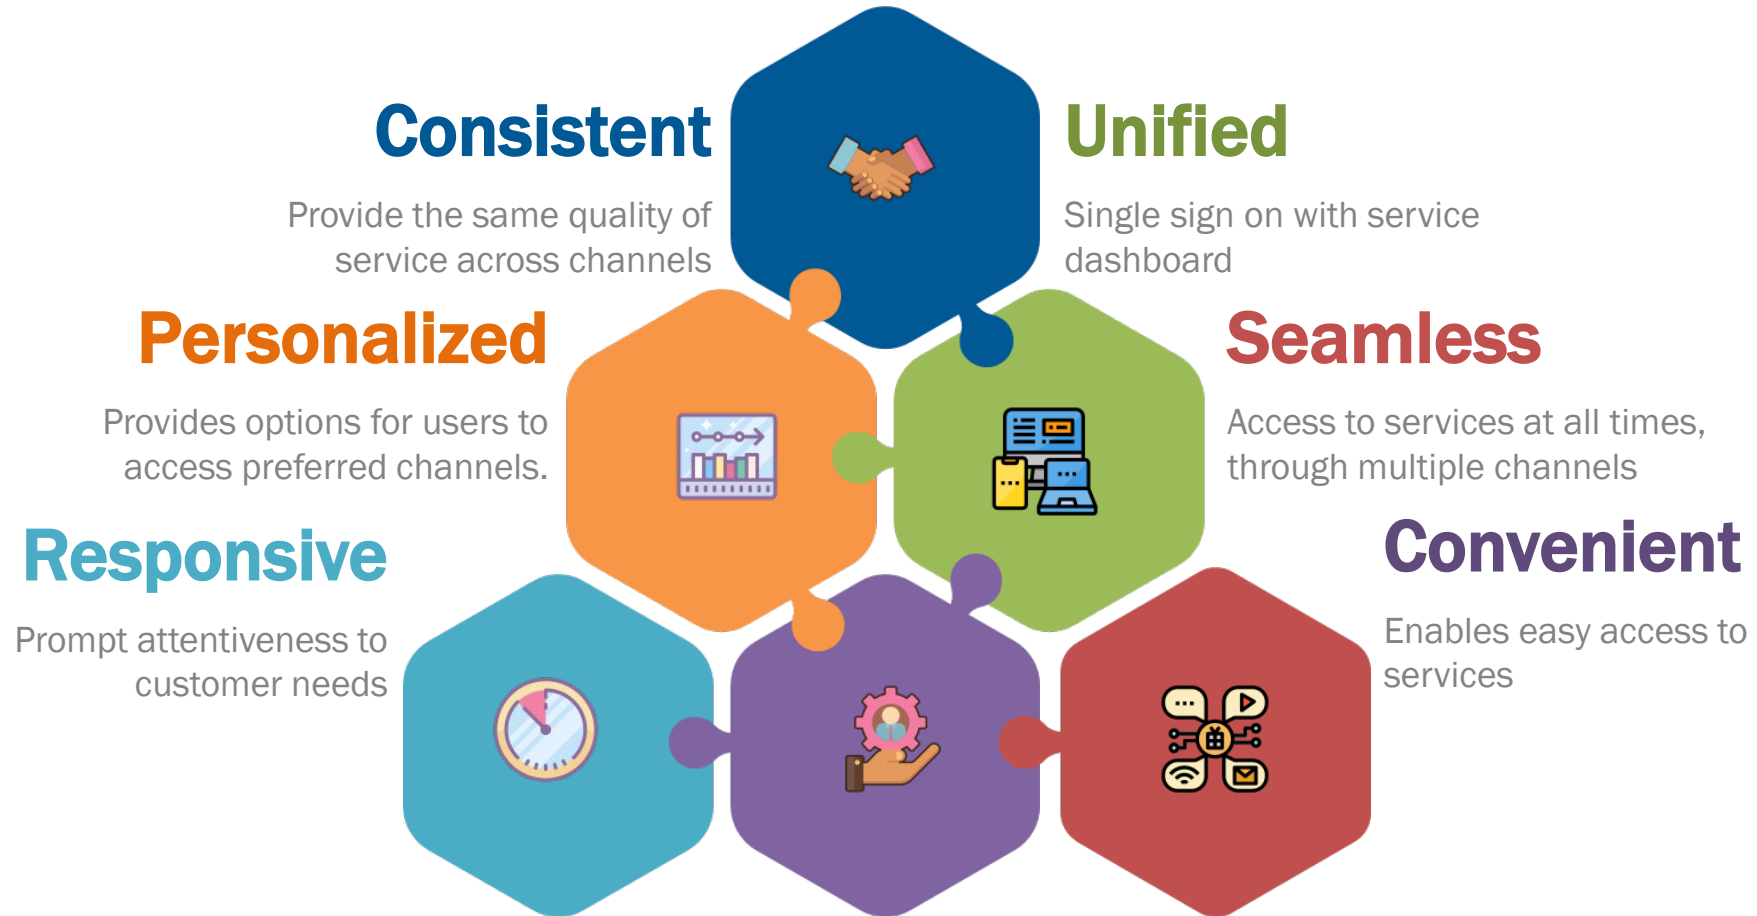 Consistent
Provide the same quality of
service across channels
Unified
Single sign on with service
dashboard
Personalized
Provides options for users to
access preferred channels.
Seamless
Access to services at all times,
through multiple channels
Responsive
Prompt attentiveness to
customer needs
Convenient
Enables easy access to
services